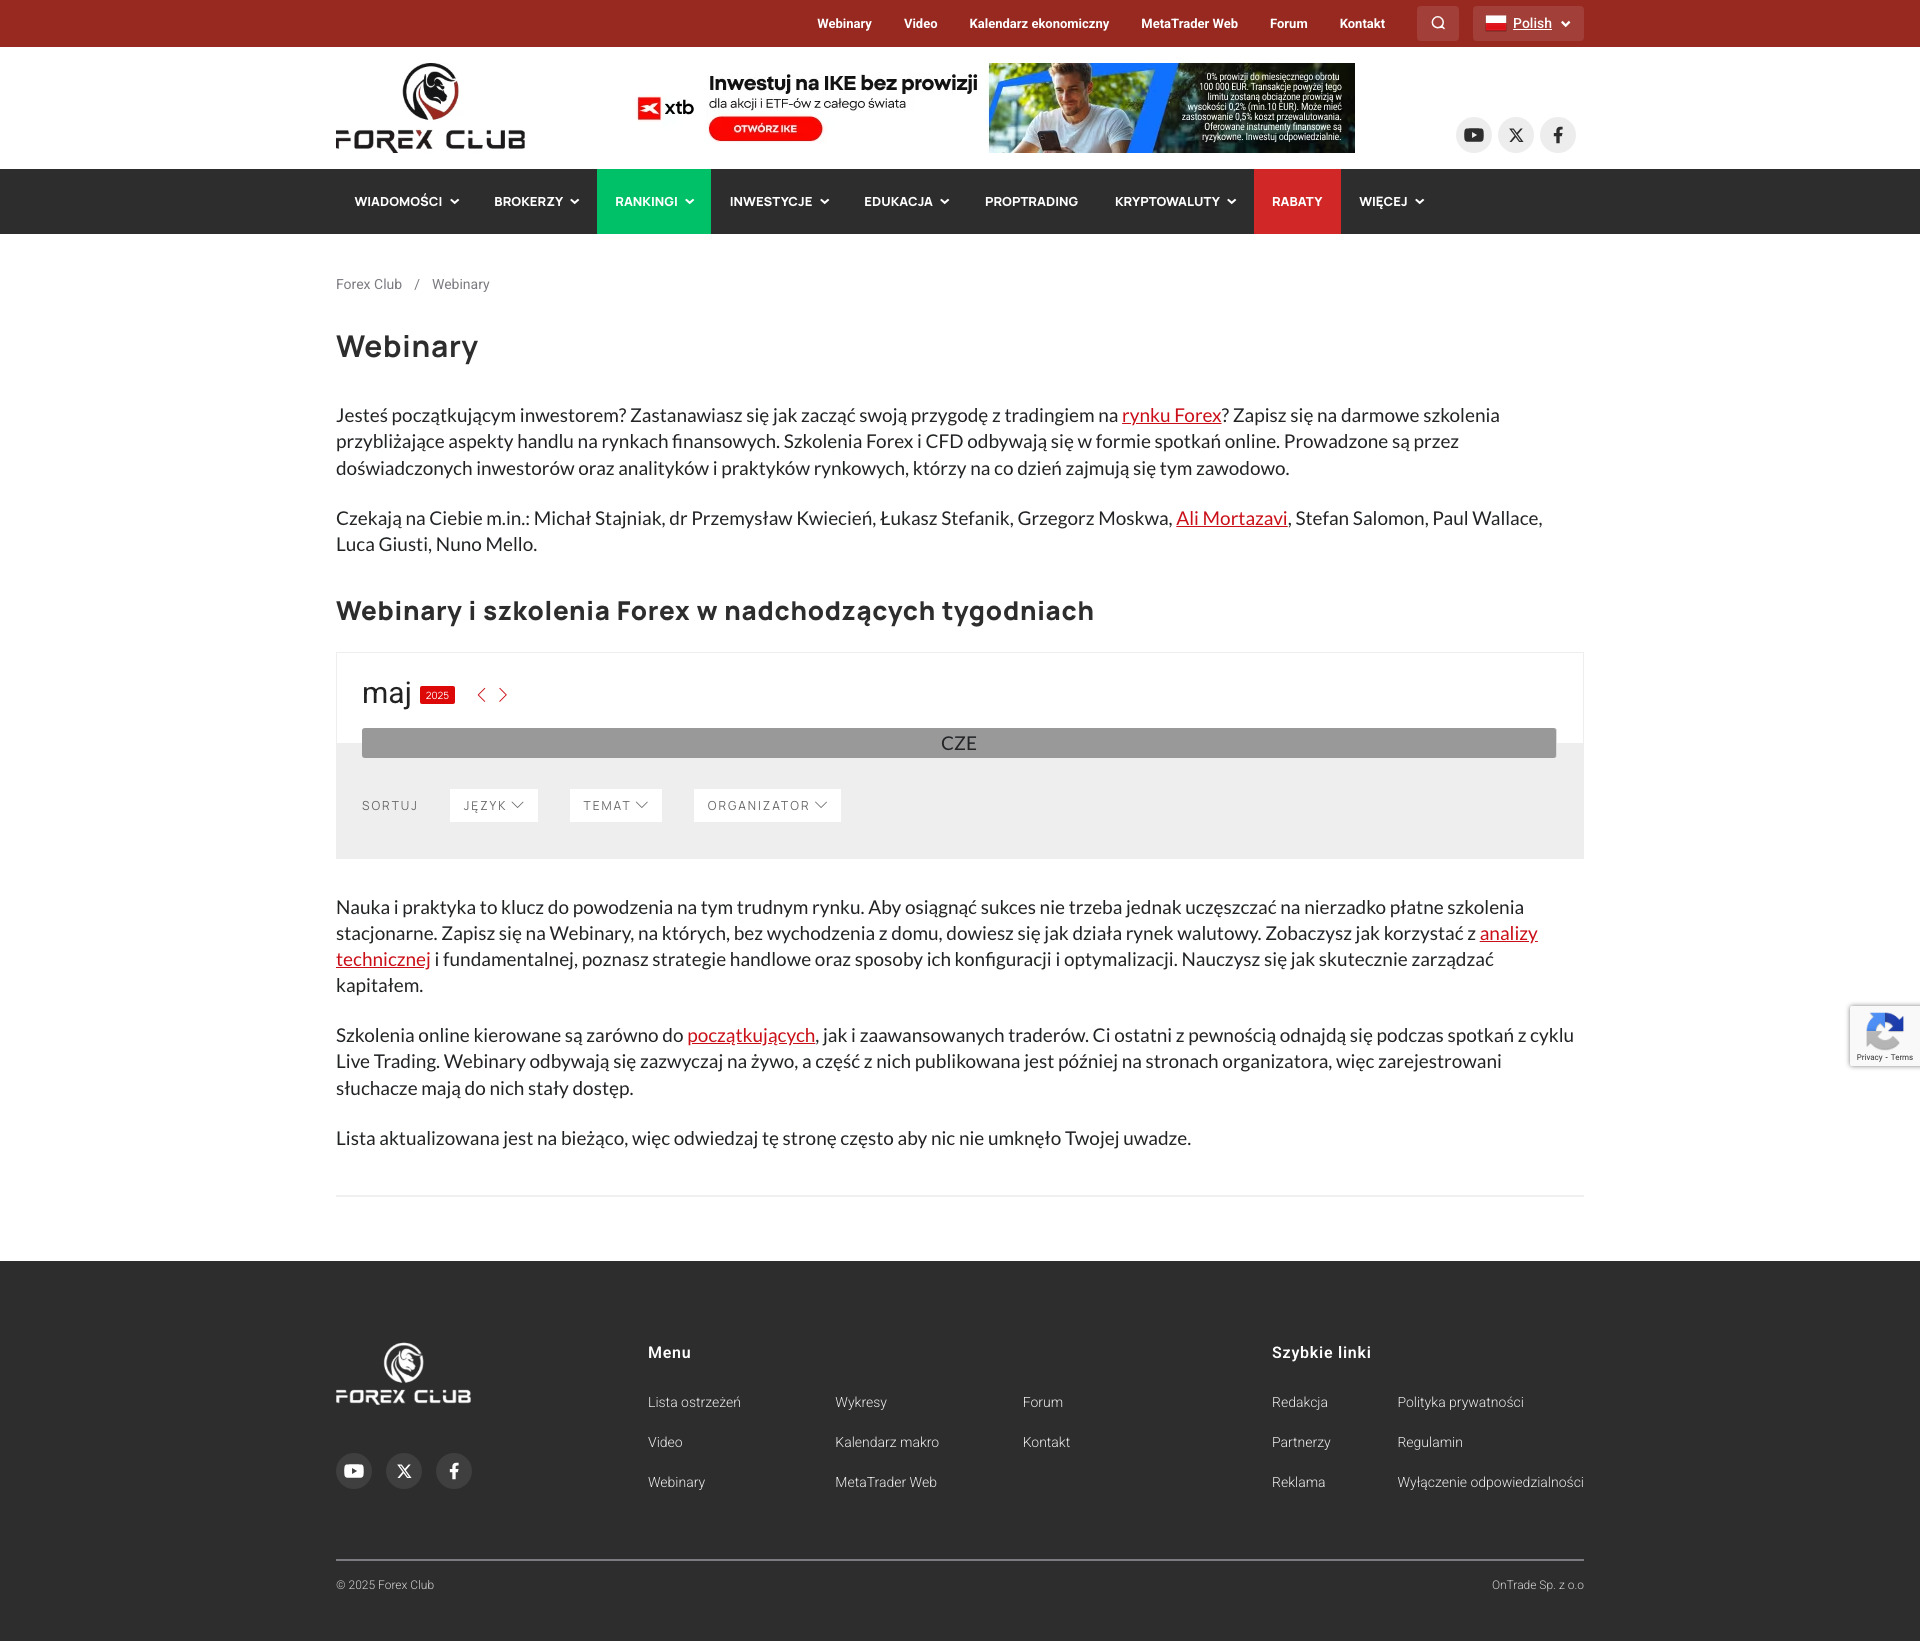 Webinary Video Kalendarz ekonomiczny MetaTrader Web Forum Kontakt Polish
FOREX CLUB
xtb
Inwestuj na IKE bez prowizji
dla akcji i ETF-ów z całego świata
OTWÓRZ IKE
0% prowizji do miesięcznego obrotu
100 000 EUR. Transakcje powyżej tego
limitu zostaną obciążone prowizją w
wysokości 0,2% (min.10 EUR). Może mieć
zastosowanie 0,5% koszt przewalutowania.
Oferowane instrumenty finansowe są
ryzykowne. Inwestuj odpowiedzialnie.
WIADOMOŚCI BROKERZY RANKINGI INWESTYCJE EDUKACJA PROPTRADING KRYPTOWALUTY RABATY WIĘCEJ
Forex Club / Webinary
Webinary
Jesteś początkującym inwestorem? Zastanawiasz się jak zacząć swoją przygodę z tradingiem na rynku Forex? Zapisz się na darmowe szkolenia
przybliżające aspekty handlu na rynkach finansowych. Szkolenia Forex i CFD odbywają się w formie spotkań online. Prowadzone są przez
doświadczonych inwestorów oraz analityków i praktyków rynkowych, którzy na co dzień zajmują się tym zawodowo.
Czekają na Ciebie m.in.: Michał Stajniak, dr Przemysław Kwiecień, Łukasz Stefanik, Grzegorz Moskwa, Ali Mortazavi, Stefan Salomon, Paul Wallace,
Luca Giusti, Nuno Mello.
Webinary i szkolenia Forex w nadchodzących tygodniach
maj 2025
CZE
SORTUJ JĘZYK TEMAT ORGANIZATOR
Nauka i praktyka to klucz do powodzenia na tym trudnym rynku. Aby osiągnąć sukces nie trzeba jednak uczęszczać na nierzadko płatne szkolenia
stacjonarne. Zapisz się na Webinary, na których, bez wychodzenia z domu, dowiesz się jak działa rynek walutowy. Zobaczysz jak korzystać z analizy
technicznej i fundamentalnej, poznasz strategie handlowe oraz sposoby ich konfiguracji i optymalizacji. Nauczysz się jak skutecznie zarządzać
kapitałem.
Szkolenia online kierowane są zarówno do początkujących, jak i zaawansowanych traderów. Ci ostatni z pewnością odnajdą się podczas spotkań z cyklu
Live Trading. Webinary odbywają się zazwyczaj na żywo, a część z nich publikowana jest później na stronach organizatora, więc zarejestrowani
słuchacze mają do nich stały dostęp.
Privacy - Terms
Lista aktualizowana jest na bieżąco, więc odwiedzaj tę stronę często aby nic nie umknęło Twojej uwadze.
FOREX CLUB
Menu
Lista ostrzeżeń Wykresy Forum
Video Kalendarz makro Kontakt
Webinary MetaTrader Web
Szybkie linki
Redakcja Polityka prywatności
Partnerzy Regulamin
Reklama Wyłączenie odpowiedzialności
© 2025 Forex Club
OnTrade Sp. z o.o